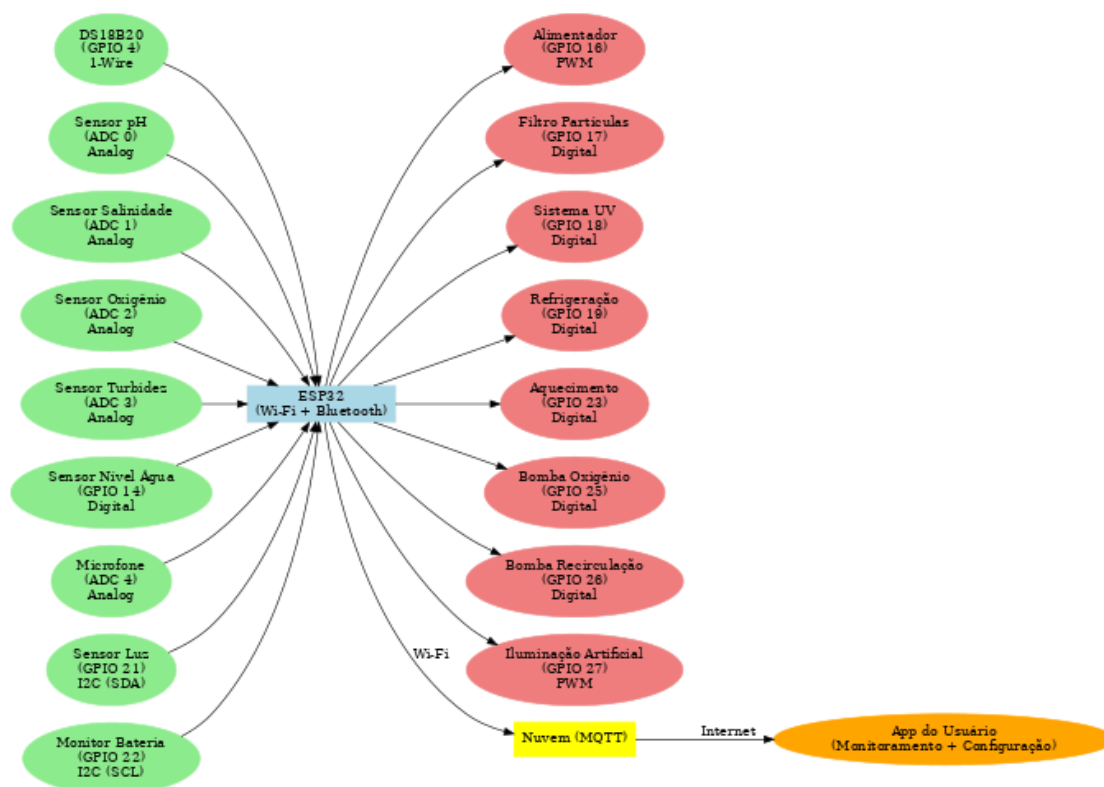 DS18B20
(GPIO 4)
1-Wire
Sensor pH
(ADC 0)
Analog
Sensor Salinidade
(ADC 1)
Analog
Sensor Oxigênio
(ADC 2)
Analog
Sensor Turbidez
(ADC 3)
Analog
Sensor Nível Água
(GPIO 14)
Digital
Microfone
(ADC 4)
Analog
Sensor Luz
(GPIO 21)
I2C (SDA)
Monitor Bateria
(GPIO 22)
I2C (SCL)
ESP32
(Wi-Fi + Bluetooth)
Alimentador
(GPIO 16)
PWM
Filtro Partículas
(GPIO 17)
Digital
Sistema UV
(GPIO 18)
Digital
Refrigeração
(GPIO 19)
Digital
Aquecimento
(GPIO 23)
Digital
Bomba Oxigênio
(GPIO 25)
Digital
Bomba Recirculação
(GPIO 26)
Digital
Iluminação Artificial
(GPIO 27)
PWM
Wi-Fi
Nuvem (MQTT)
Internet
App do Usuário
(Monitoramento + Configuração)